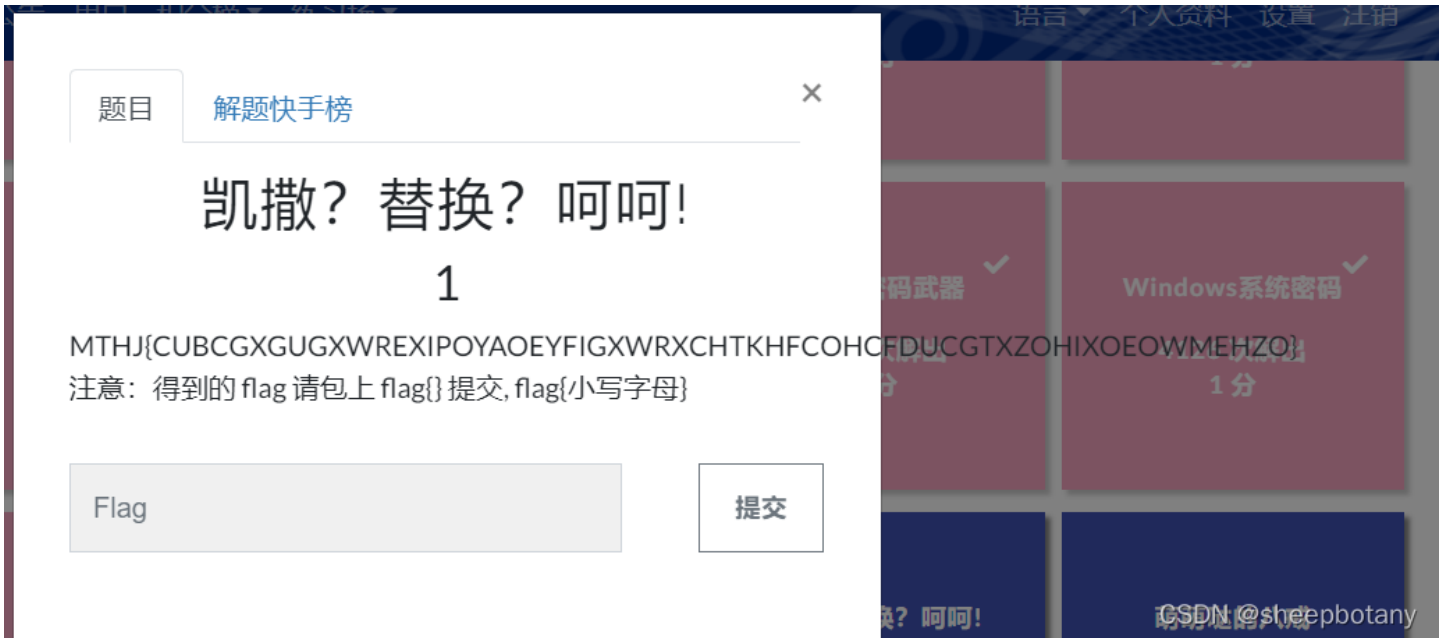 语言 个人资料 设置 注销
题目 解题快手榜 ×
凯撒？替换？呵呵!
1
MTHJ{CUBCGXGUGXWREXIPOYAOEYFIGXWRXCHTKHFCOHCFDUCGTXZOHIXOEOWMEHZO}
注意：得到的 flag 请包上 flag{} 提交, flag{小写字母}
Flag 提交
码武器
Windows系统密码
1 分
换？呵呵!
CSDN @sheepbotany